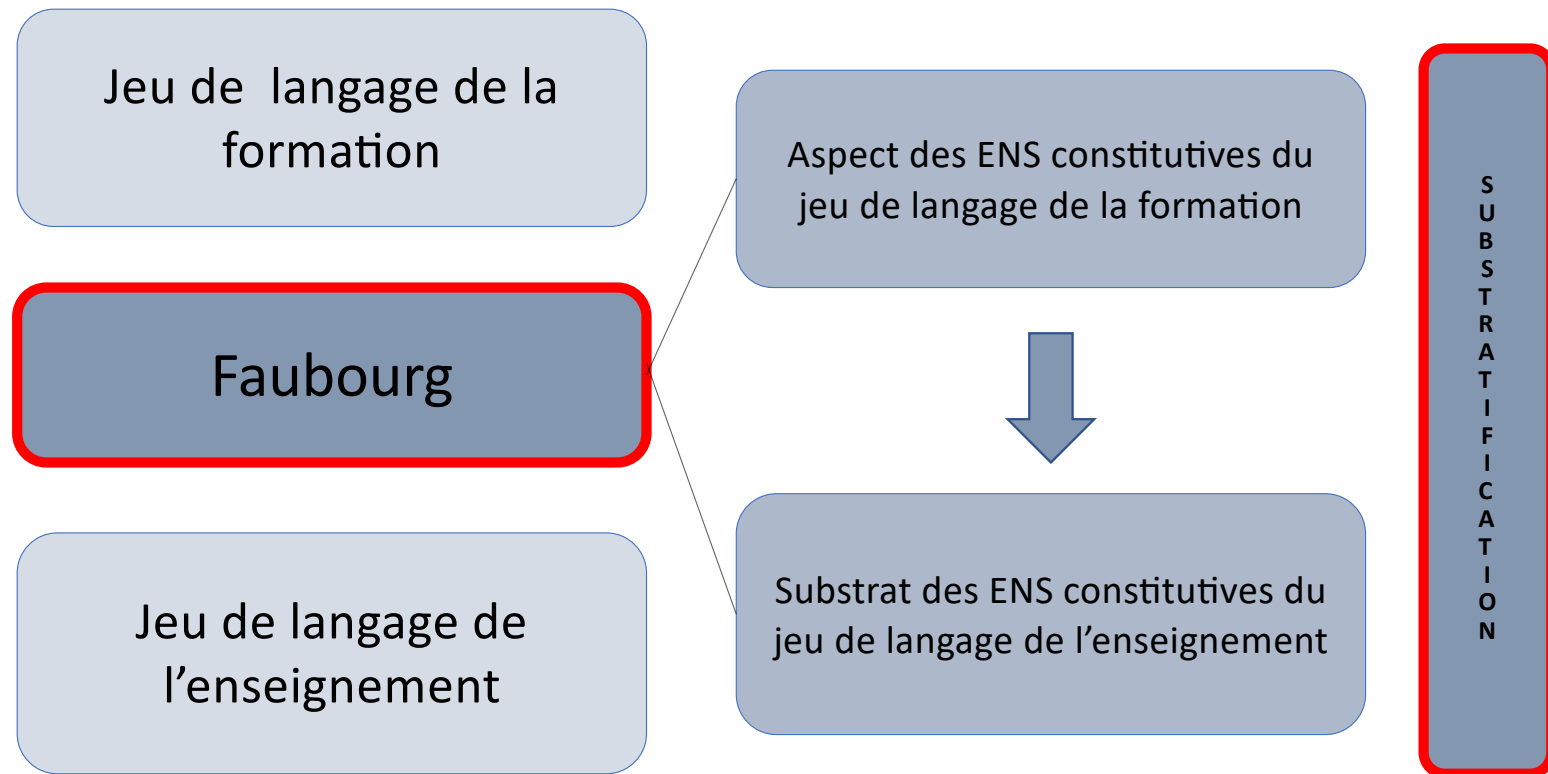 Jeu de  langage de la
formation
Faubourg
Jeu de langage de
l’enseignement
Aspect des ENS constitutives du
jeu de langage de la formation
Substrat des ENS constitutives du
jeu de langage de l’enseignement
S
U
B
S
T
R
A
T
I
F
I
C
A
T
I
O
N